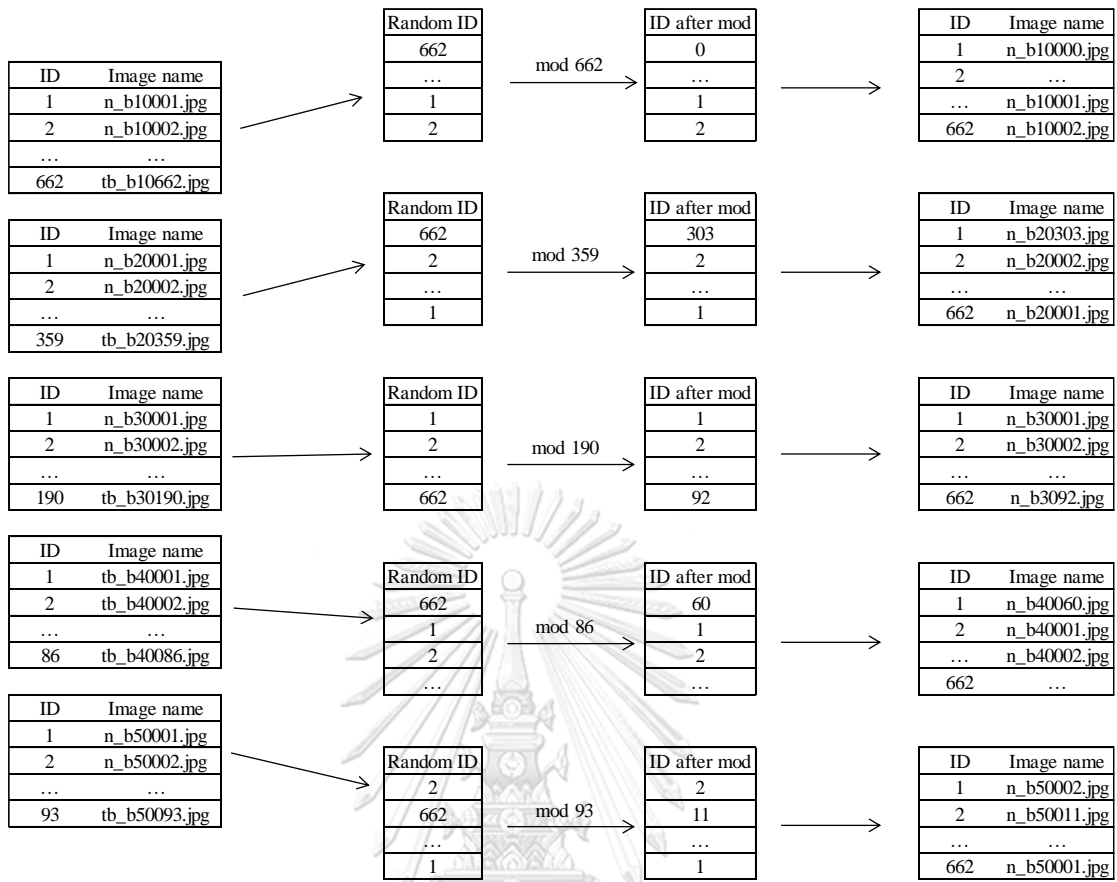 ID Image name
1 n_b10001.jpg
2 n_b10002.jpg
… …
662 tb_b10662.jpg
Random ID
662
…
1
2
mod 662
ID after mod
0
…
1
2
ID Image name
1 n_b10000.jpg
2 …
… n_b10001.jpg
662 n_b10002.jpg
ID Image name
1 n_b20001.jpg
2 n_b20002.jpg
… …
359 tb_b20359.jpg
Random ID
662
2
…
1
mod 359
ID after mod
303
2
…
1
ID Image name
1 n_b20303.jpg
2 n_b20002.jpg
… …
662 n_b20001.jpg
ID Image name
1 n_b30001.jpg
2 n_b30002.jpg
… …
190 tb_b30190.jpg
Random ID
1
2
…
662
mod 190
ID after mod
1
2
…
92
ID Image name
1 n_b30001.jpg
2 n_b30002.jpg
… …
662 n_b3092.jpg
ID Image name
1 tb_b40001.jpg
2 tb_b40002.jpg
… …
86 tb_b40086.jpg
Random ID
662
1
2
…
mod 86
ID after mod
60
1
2
…
ID Image name
1 n_b40060.jpg
2 n_b40001.jpg
… n_b40002.jpg
662 …
ID Image name
1 n_b50001.jpg
2 n_b50002.jpg
… …
93 tb_b50093.jpg
Random ID
2
662
…
1
mod 93
ID after mod
2
11
…
1
ID Image name
1 n_b50002.jpg
2 n_b50011.jpg
… …
662 n_b50001.jpg